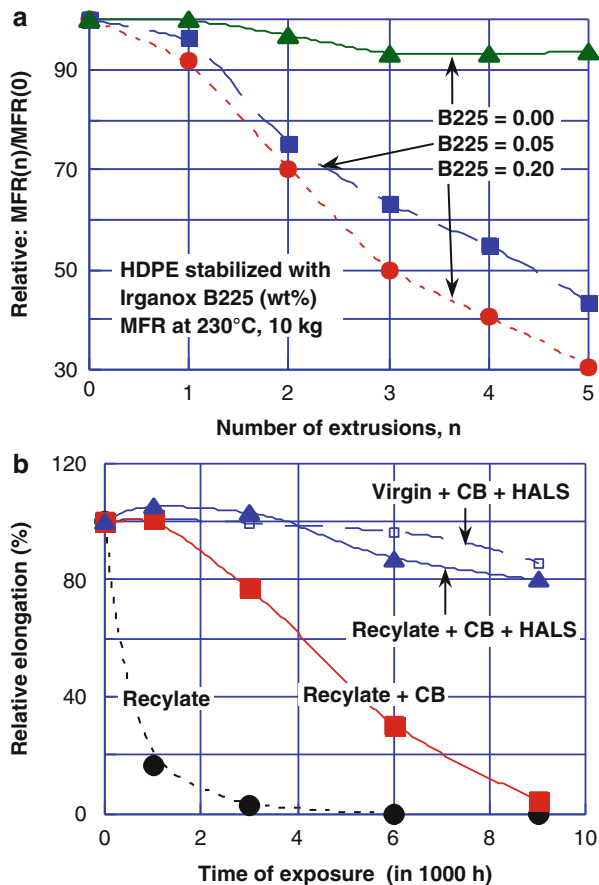 a
Relative: MFR(n)/MFR(0)
90
70
50
30
B225 = 0.00
B225 = 0.05
B225 = 0.20
HDPE stabilized with
Irganox B225 (wt%)
MFR at 230°C, 10 kg
0 1 2 3 4 5
Number of extrusions, n
b
Relative elongation (%)
120
80
40
0
Virgin + CB + HALS
Recylate + CB + HALS
Recylate
Recylate + CB
0 2 4 6 8 10
Time of exposure (in 1000 h)